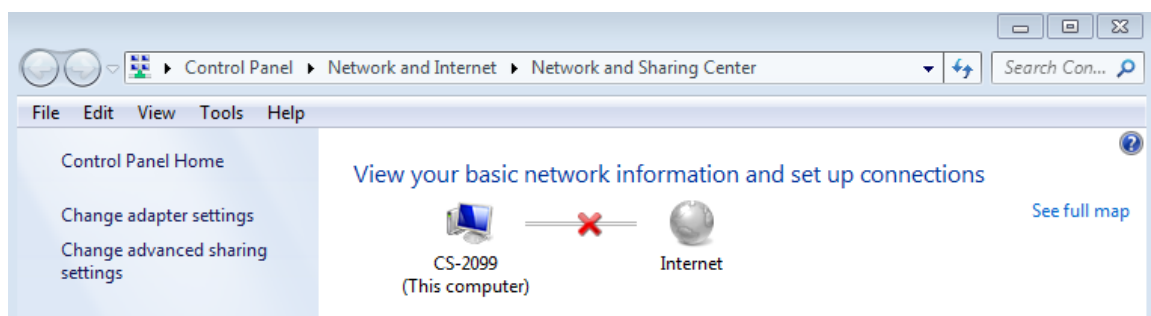 Control Panel Network and Internet Network and Sharing Center Search Con...
File Edit View Tools Help
Control Panel Home
View your basic network information and set up connections
Change adapter settings
See full map
Change advanced sharing
settings
CS-2099
(This computer)
Internet